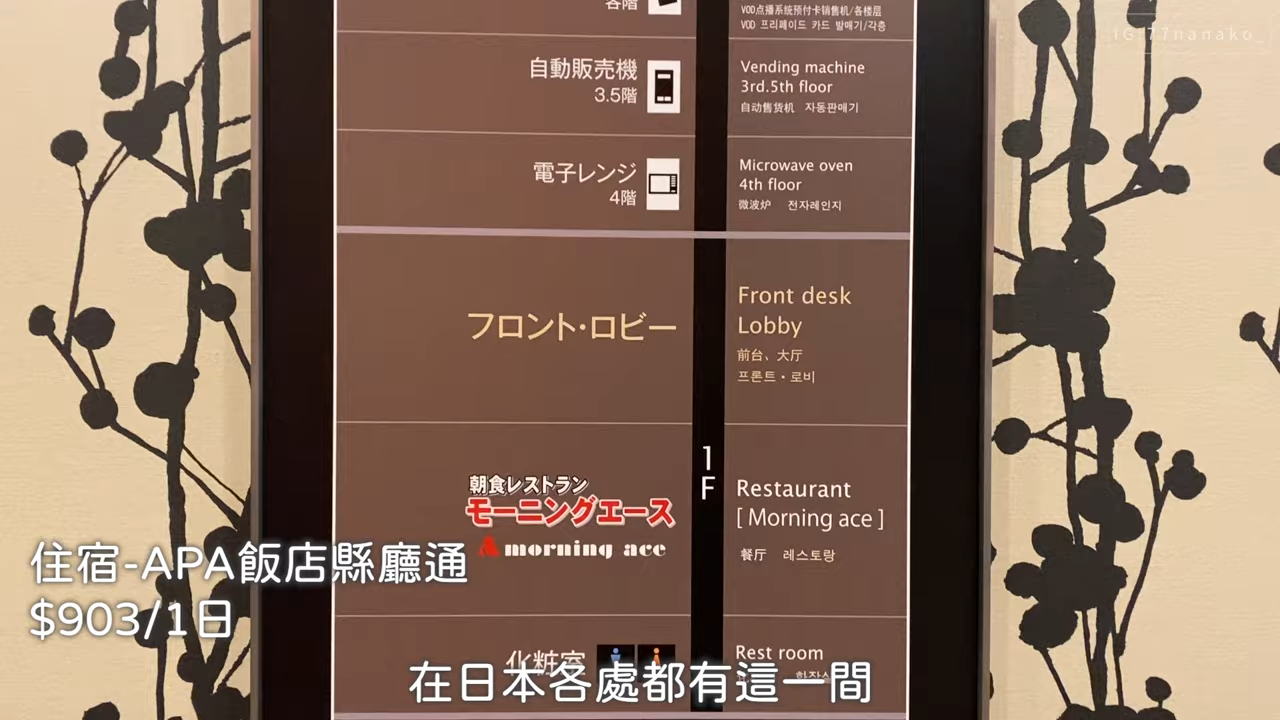 各階
VOD点播系统预付卡销售机/各楼层
VOD 프리페이드 카드 발매기/각층
IG:77nanako_
自動販売機
3.5階
Vending machine
3rd.5th floor
自动售货机 자동판매기
電子レンジ
4階
Microwave oven
4th floor
微波炉 전자레인지
フロント・ロビー
Front desk
Lobby
前台、大厅
프론트・로비
1F
朝食レストラン
モーニングエース
morning ace
Restaurant
[ Morning ace ]
餐厅 레스토랑
住宿-APA飯店縣廳通
$903/1日
化粧室
Rest room
在日本各處都有這一間